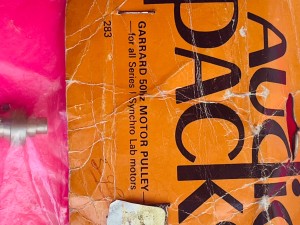 Audio
PACK
GARRARD 50hz MOTOR PULLEY
— for all Series I Synchro Lab motors
283